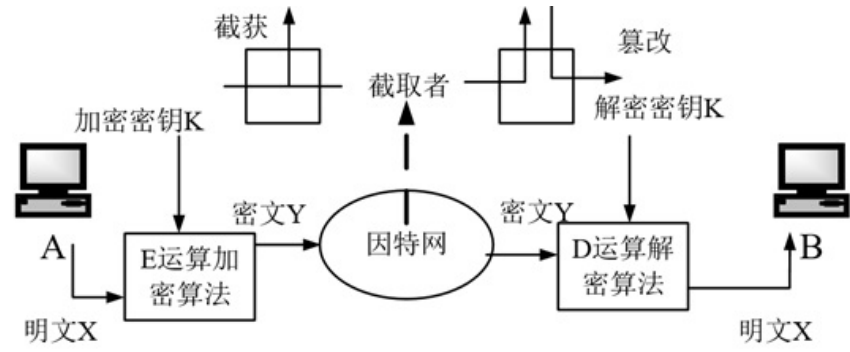 截获
篡改
截取者
加密密钥K
解密密钥K
密文Y
密文Y
A
E运算加
密算法
因特网
D运算解
密算法
B
明文X
明文X